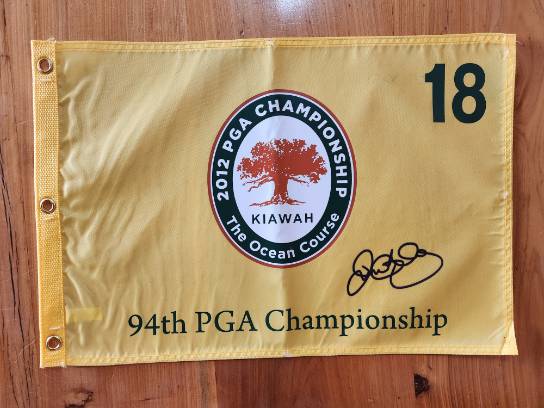 18
2012 PGA CHAMPIONSHIP
KIAWAH
The Ocean Course
94th PGA Championship